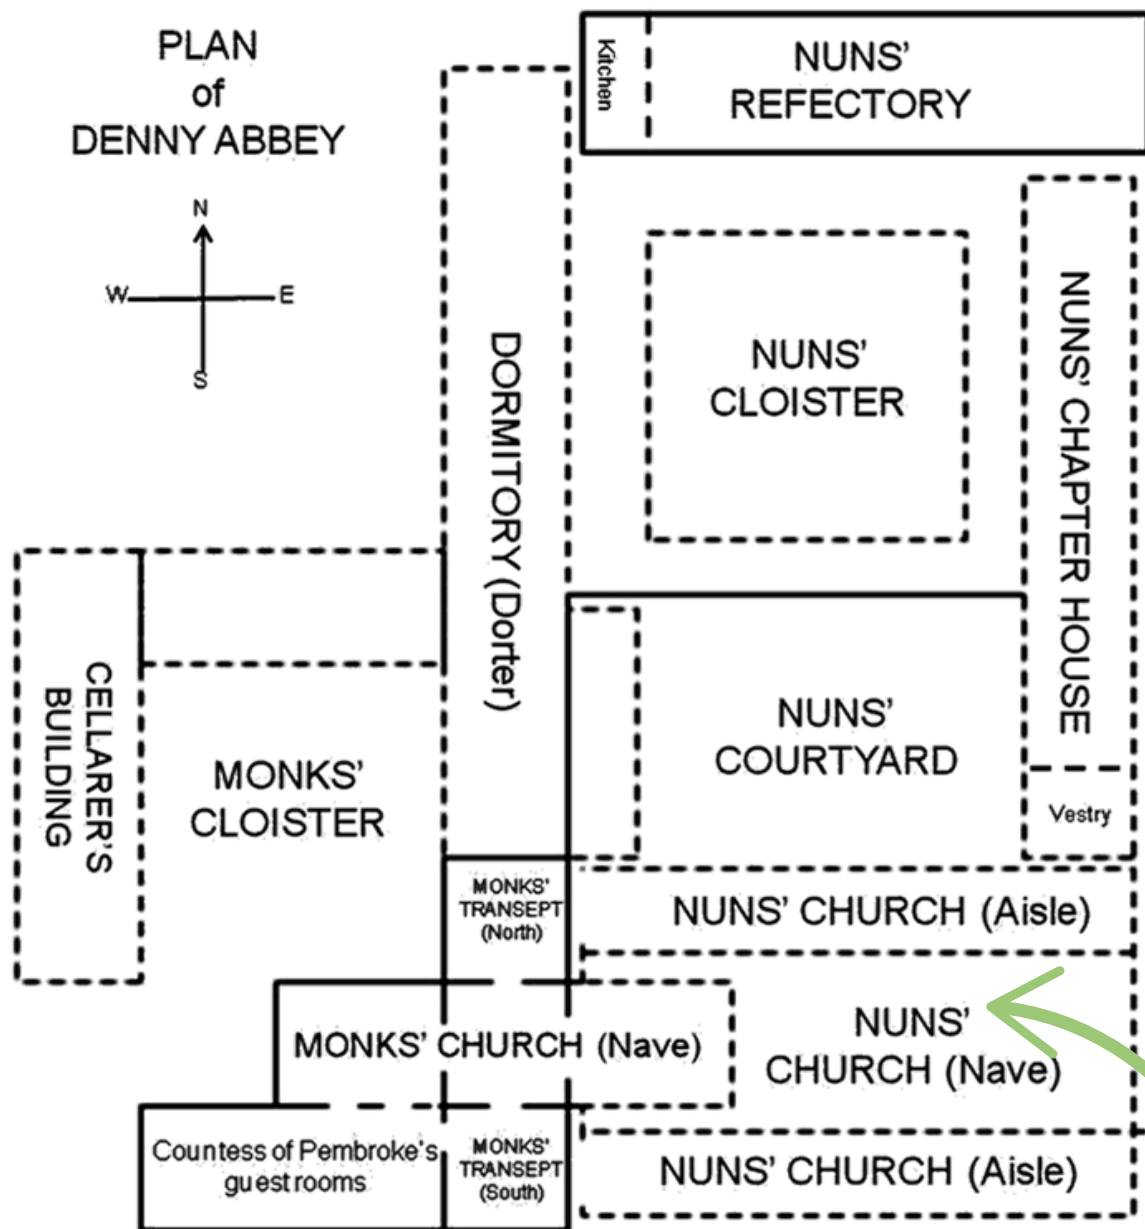 PLAN
of
DENNY ABBEY
N
W
E
S
Kitchen
NUNS'
REFECTORY
NUNS'
CLOISTER
NUNS' CHAPTER HOUSE
DORMITORY (Dorter)
CELLARER'S
BUILDING
MONKS'
CLOISTER
NUNS'
COURTYARD
Vestry
MONKS'
TRANSEPT
(North)
NUNS' CHURCH (Aisle)
MONKS' CHURCH (Nave)
NUNS'
CHURCH (Nave)
Countess of Pembroke's
guest rooms
MONKS'
TRANSEPT
(South)
NUNS' CHURCH (Aisle)